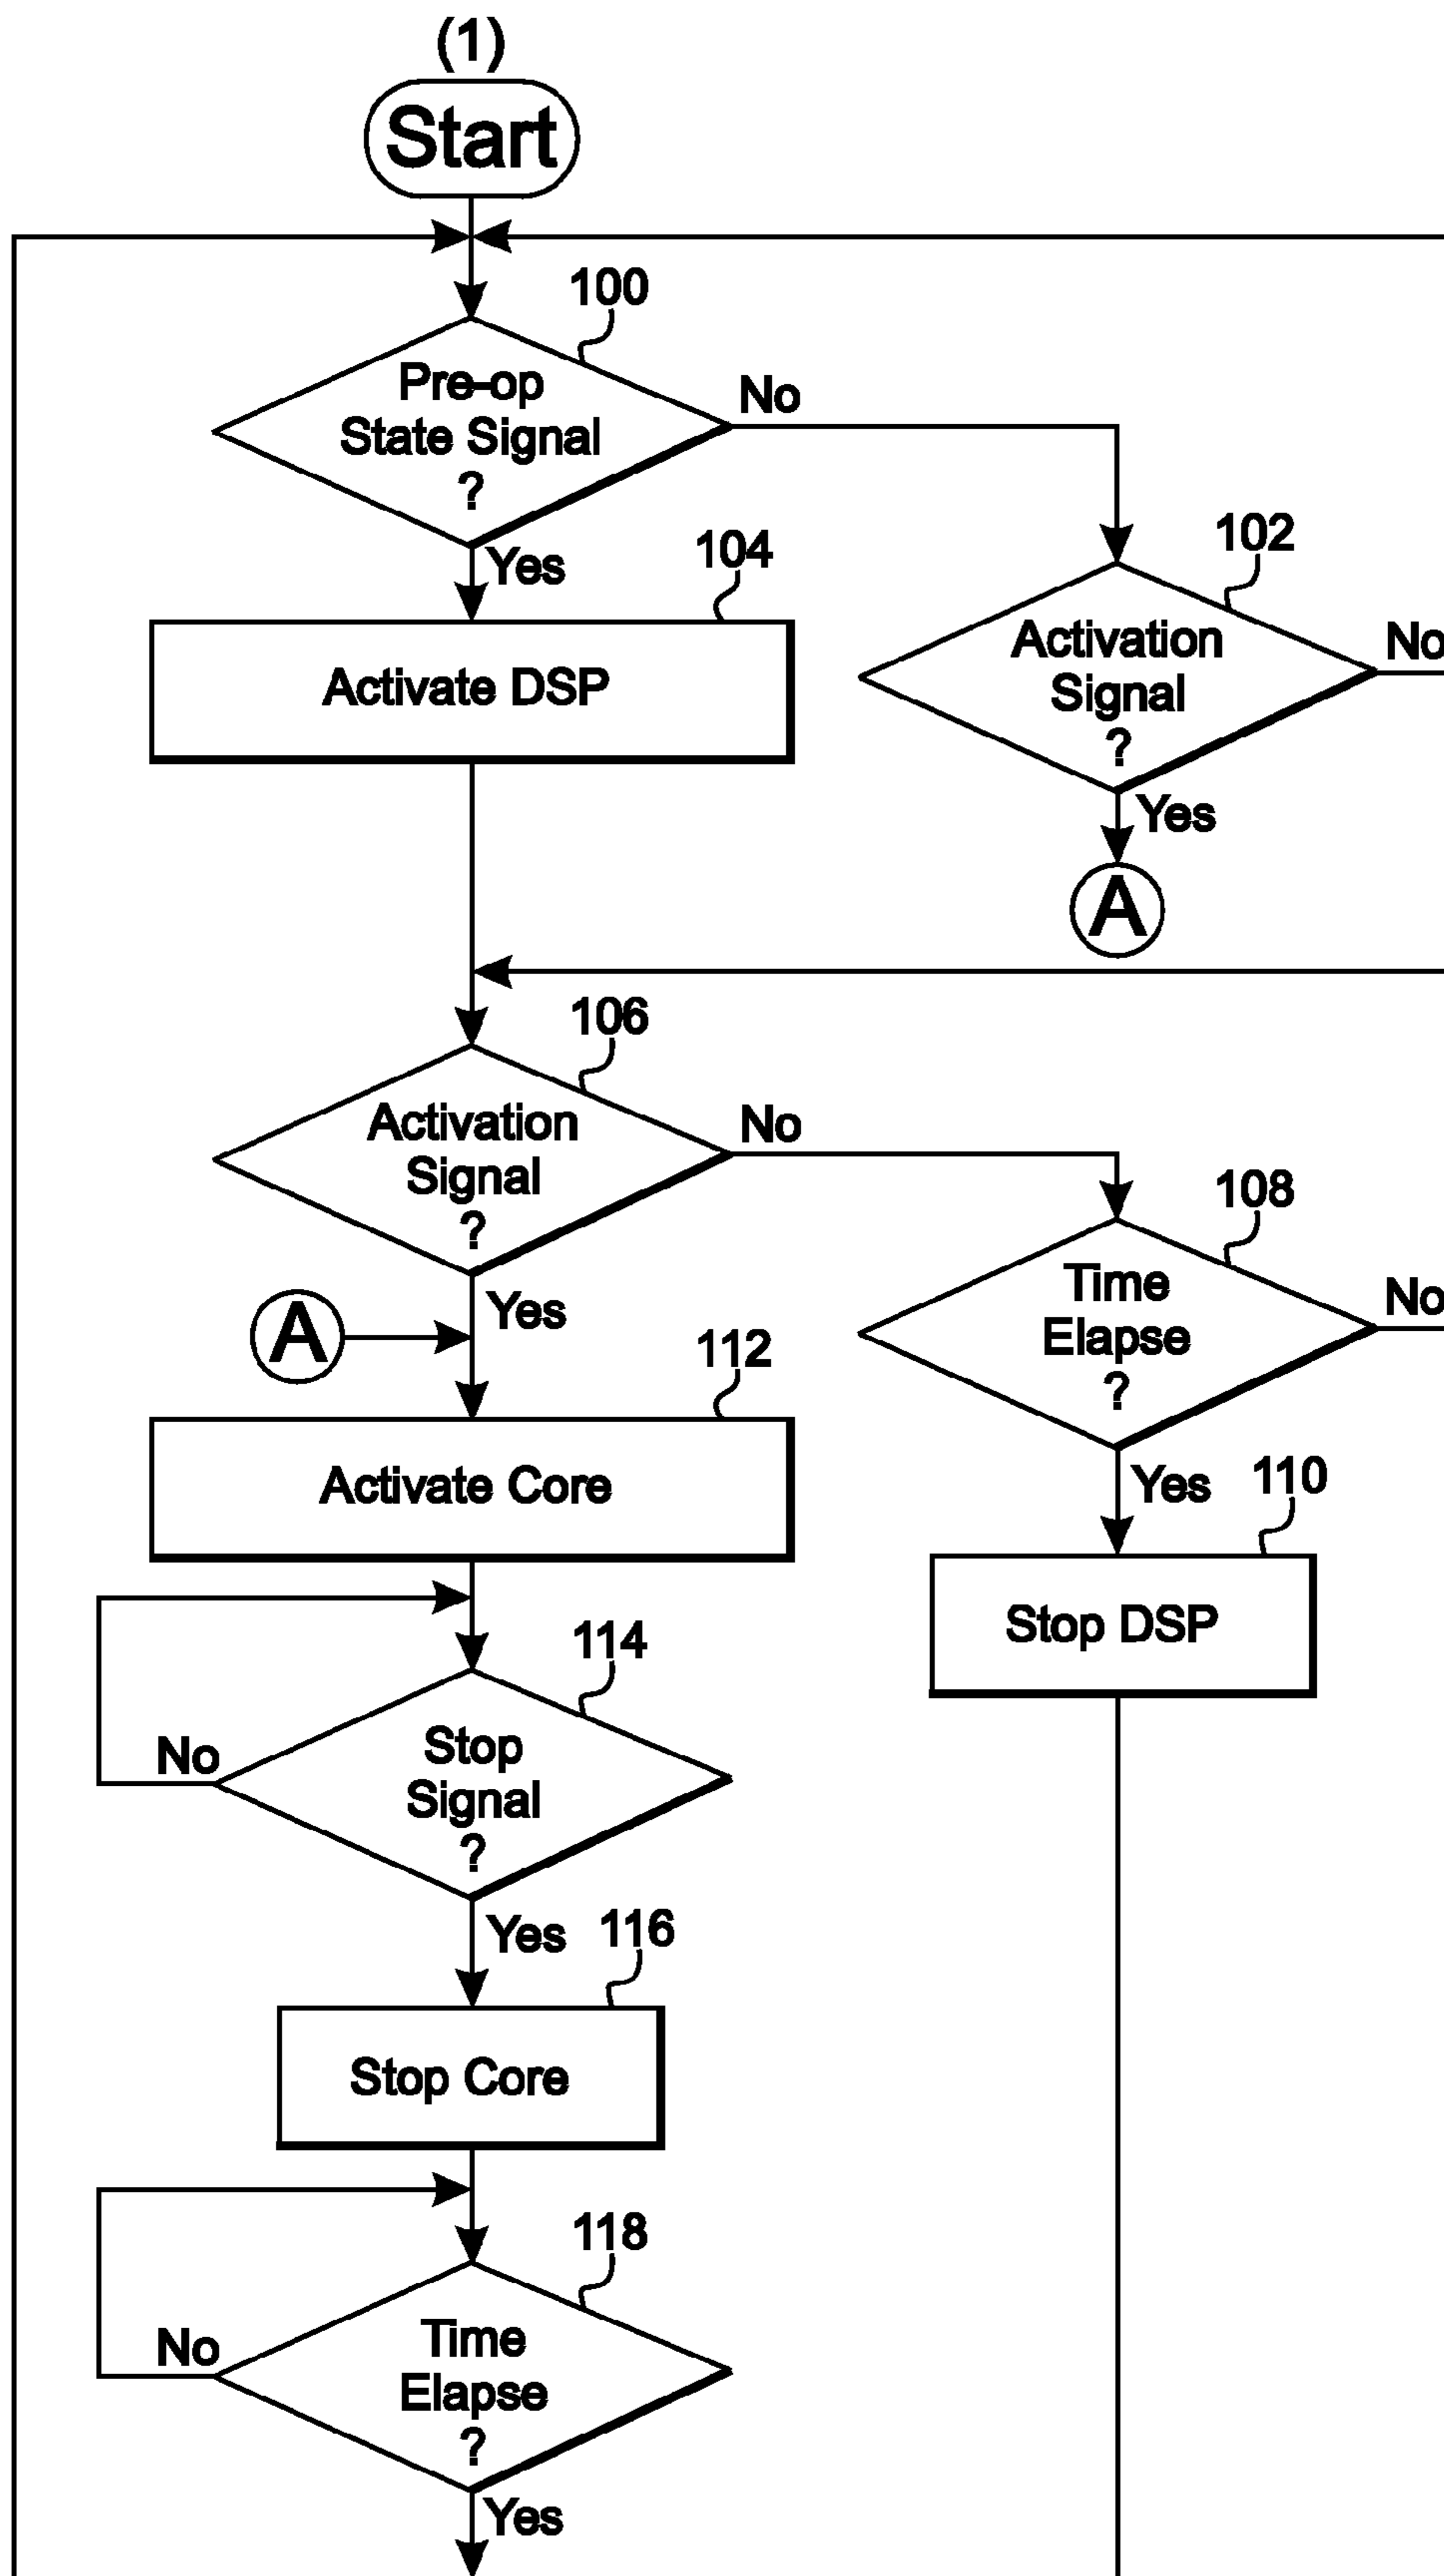 (1)
Start
100
Pre-op
State Signal
?
No
Yes
102
Activation
Signal
?
No
Yes
A
104
Activate DSP
106
Activation
Signal
?
No
Yes
A
108
Time
Elapse
?
No
Yes
110
Stop DSP
112
Activate Core
114
Stop
Signal
?
No
Yes
116
Stop Core
118
Time
Elapse
?
No
Yes